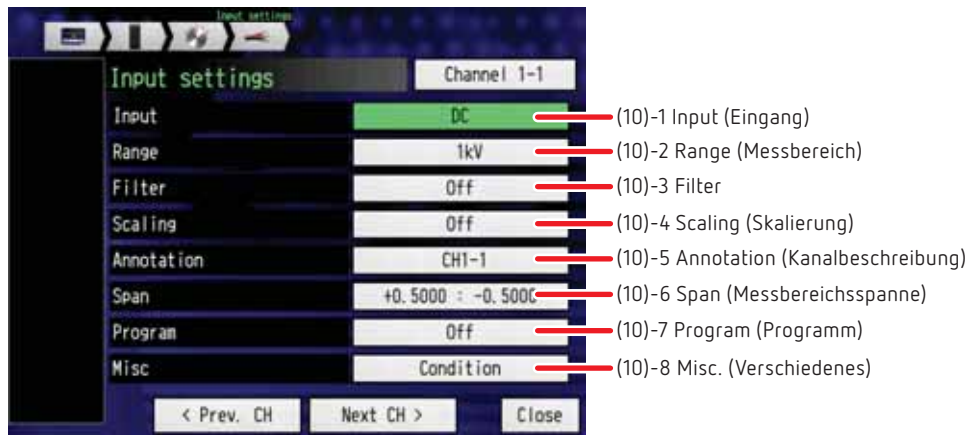 Input settings
Input settings Channel 1-1
Input DC (10)-1 Input (Eingang)
Range 1kV (10)-2 Range (Messbereich)
Filter Off (10)-3 Filter
Scaling Off (10)-4 Scaling (Skalierung)
Annotation CH1-1 (10)-5 Annotation (Kanalbeschreibung)
Span +0.5000 : -0.5000 (10)-6 Span (Messbereichsspanne)
Program Off (10)-7 Program (Programm)
Misc Condition (10)-8 Misc. (Verschiedenes)
< Prev. CH Next CH > Close